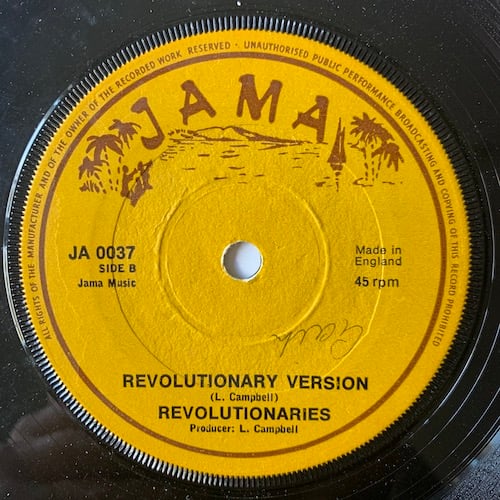 ALL RIGHTS OF THE MANUFACTURER AND OF THE OWNER OF THE RECORDED WORK RESERVED · UNAUTHORISED PUBLIC PERFORMANCE BROADCASTING AND COPYING OF THIS RECORD PROHIBITED
JAMA
JA 0037
SIDE B
Jama Music
Made in
England
45 rpm
REVOLUTIONARY VERSION
(L. Campbell)
REVOLUTIONARIES
Producer: L. Campbell